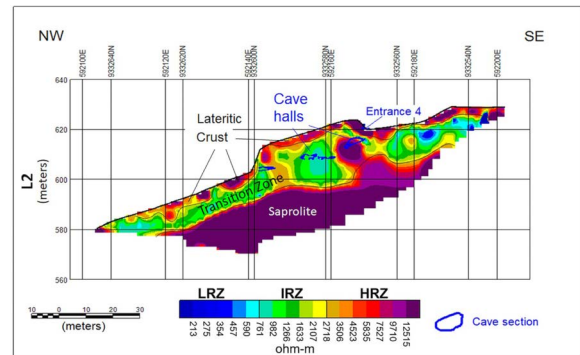 NW
SE
592100E
9332640N
592120E
9332620N
592140E
9332600N
9332580N
592160E
9332560N
592180E
9332540N
592200E
640
620
600
580
560
L2
(meters)
Cave
halls
Entrance 4
Lateritic
Crust
Transition Zone
Saprolite
LRZ IRZ HRZ
213 275 354 457 590 761 982 1266 1633 2107 2718 3506 4523 5835 7527 9710 12515
ohm-m
10 0 10 20 30
(meters)
Cave section